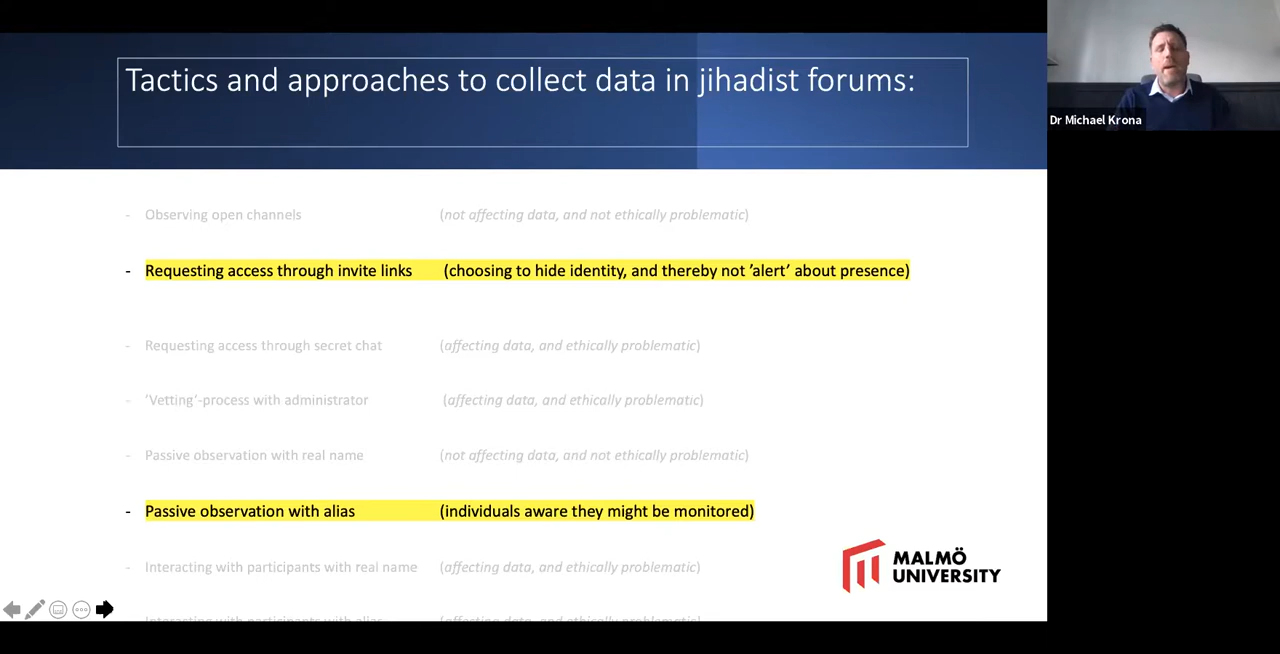 Tactics and approaches to collect data in jihadist forums:
Dr Michael Krona
- Observing open channels (not affecting data, and not ethically problematic)
- Requesting access through invite links (choosing to hide identity, and thereby not ’alert’ about presence)
- Requesting access through secret chat (affecting data, and ethically problematic)
- ’Vetting’-process with administrator (affecting data, and ethically problematic)
- Passive observation with real name (not affecting data, and not ethically problematic)
- Passive observation with alias (individuals aware they might be monitored)
- Interacting with participants with real name (affecting data, and ethically problematic)
MALMÖ
UNIVERSITY
Interacting with participants with alias (affecting data, and ethically problematic)